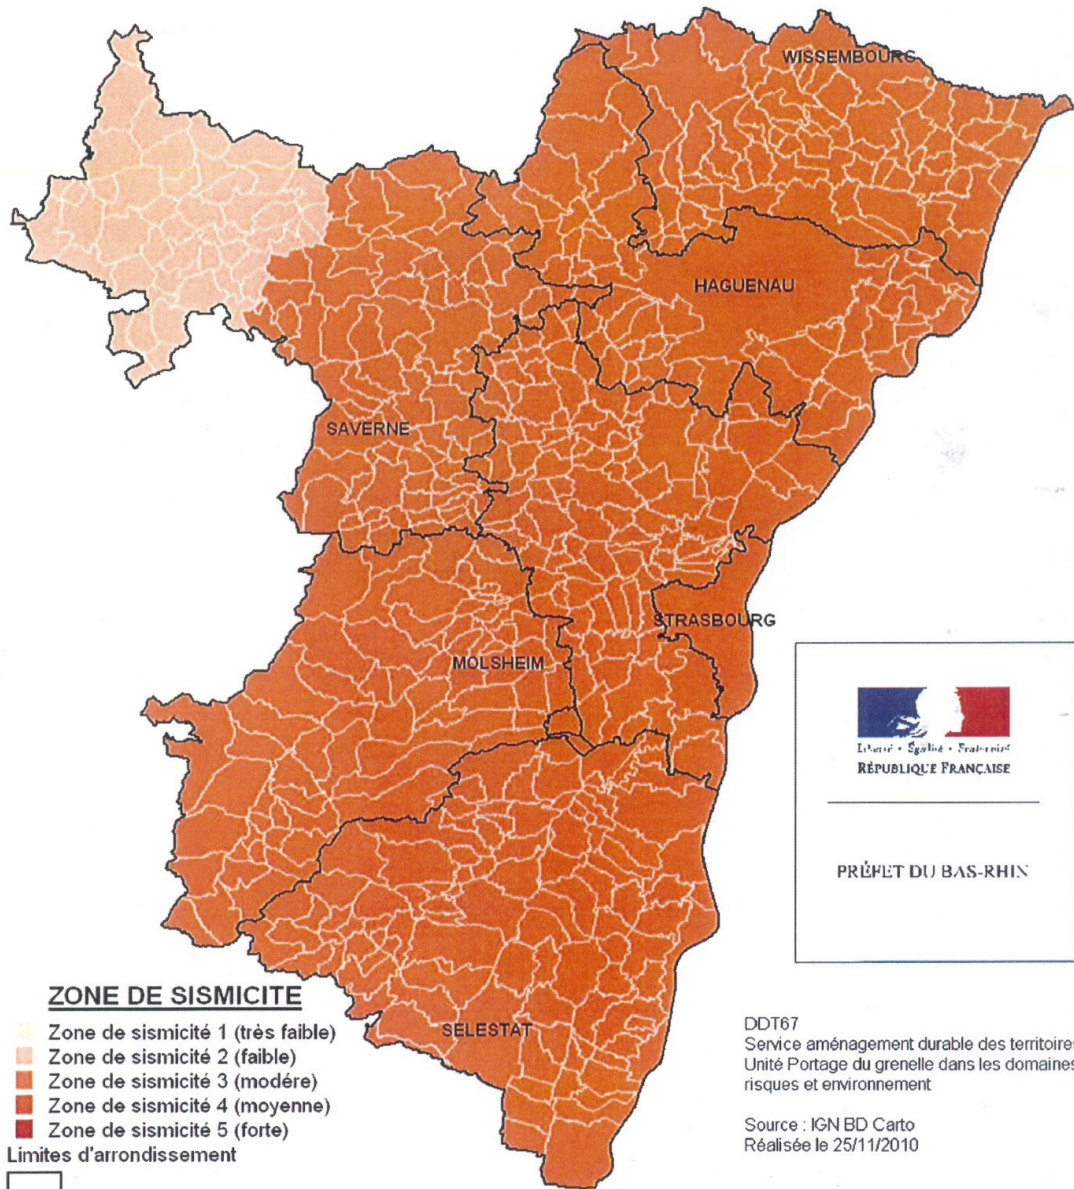 WISSEMBOURG
HAGUENAU
SAVERNE
STRASBOURG
MOLSHEIM
Liberté • Égalité • Fraternité
RÉPUBLIQUE FRANÇAISE
PRÉFET DU BAS-RHIN
SELESTAT
ZONE DE SISMICITE
Zone de sismicité 1 (très faible)
Zone de sismicité 2 (faible)
Zone de sismicité 3 (modére)
Zone de sismicité 4 (moyenne)
Zone de sismicité 5 (forte)
Limites d'arrondissement
DDT67
Service aménagement durable des territoires
Unité Portage du grenelle dans les domaines
risques et environnement
Source : IGN BD Carto
Réalisée le 25/11/2010